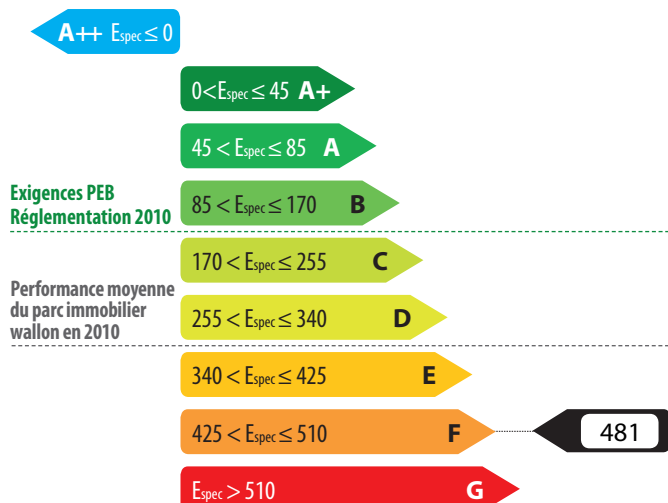 A++ Espec ≤ 0
0<Espec ≤ 45 A+
45 < Espec ≤ 85 A
Exigences PEB
Réglementation 2010
85 < Espec ≤ 170 B
170 < Espec ≤ 255 C
Performance moyenne
du parc immobilier
wallon en 2010
255 < Espec ≤ 340 D
340 < Espec ≤ 425 E
425 < Espec ≤ 510 F
481
Espec > 510 G